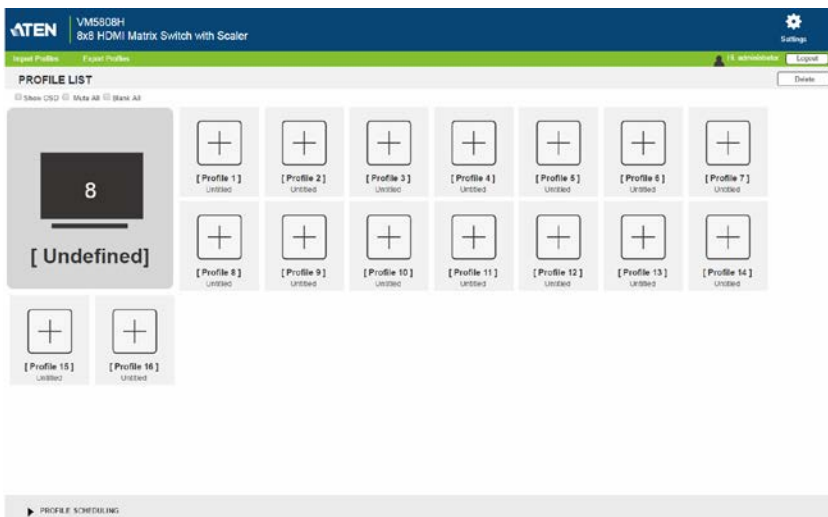 ATEN
VM5808H
8x8 HDMI Matrix Switch with Scaler
Settings
Import Profiles Export Profiles
Hi, administrator Logout
PROFILE LIST
Delete
Show OSD Mute All Blank All
8
[ Undefined]
[ Profile 1 ] [ Profile 2 ] [ Profile 3 ] [ Profile 4 ] [ Profile 5 ] [ Profile 6 ] [ Profile 7 ]
Untitled Untitled Untitled Untitled Untitled Untitled Untitled
[ Profile 8 ] [ Profile 9 ] [ Profile 10 ] [ Profile 11 ] [ Profile 12 ] [ Profile 13 ] [ Profile 14 ]
Untitled Untitled Untitled Untitled Untitled Untitled Untitled
[ Profile 15 ] [ Profile 16 ]
Untitled Untitled
PROFILE SCHEDULING